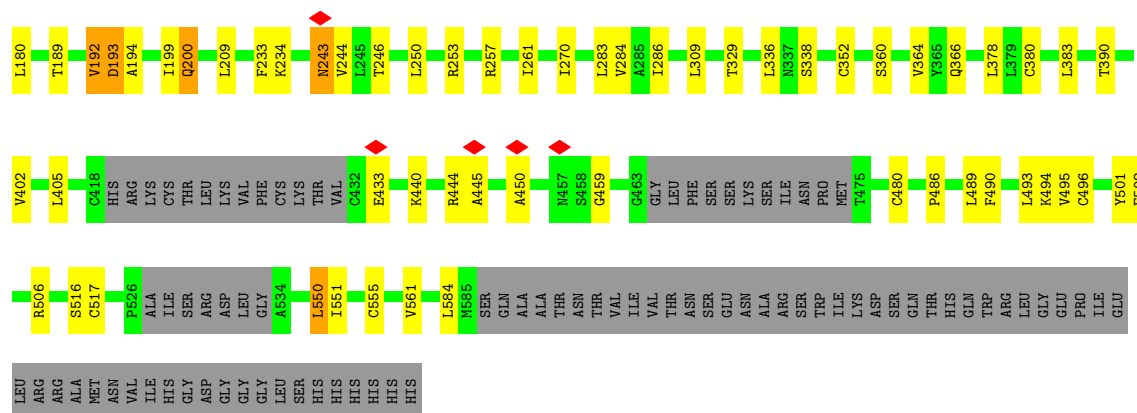 L180 T189 V192 D193 A194 I199 Q200 L209 F233 K234 N243 V244 L245 T246 L250 R253 R257 I261 I270 L283 V284 A285 I286 L309 T329 L336 N337 S338 C352 S360 V364 Y365 Q366 L378 L379 C380 L383 T390
V402 L405 C418 HIS ARG LYS CYS THR LEU LYS VAL PHE CYS LYS THR VAL C432 E433 K440 R444 A445 A450 N457 S458 G459 G463 GLY LEU PHE SER SER LYS SER ILE ASN PRO MET T475 C480 P486 L489 F490 L493 K494 V495 C496 Y501
R506 S516 C517 P526 ALA ILE SER ARG ASP LEU GLY A534 L550 I551 C555 V561 L584 M585 SER GLN ALA ALA THR ASN THR VAL ILE VAL THR ASN SER GLU ASN ALA ARG SER TRP ILE LYS ASP SER GLN THR HIS GLN TRP ARG LEU GLY GLU PRO ILE GLU
LEU ARG ARG ALA MET ASN VAL ILE HIS GLY ASP GLY GLY GLY LEU SER HIS HIS HIS HIS HIS HIS